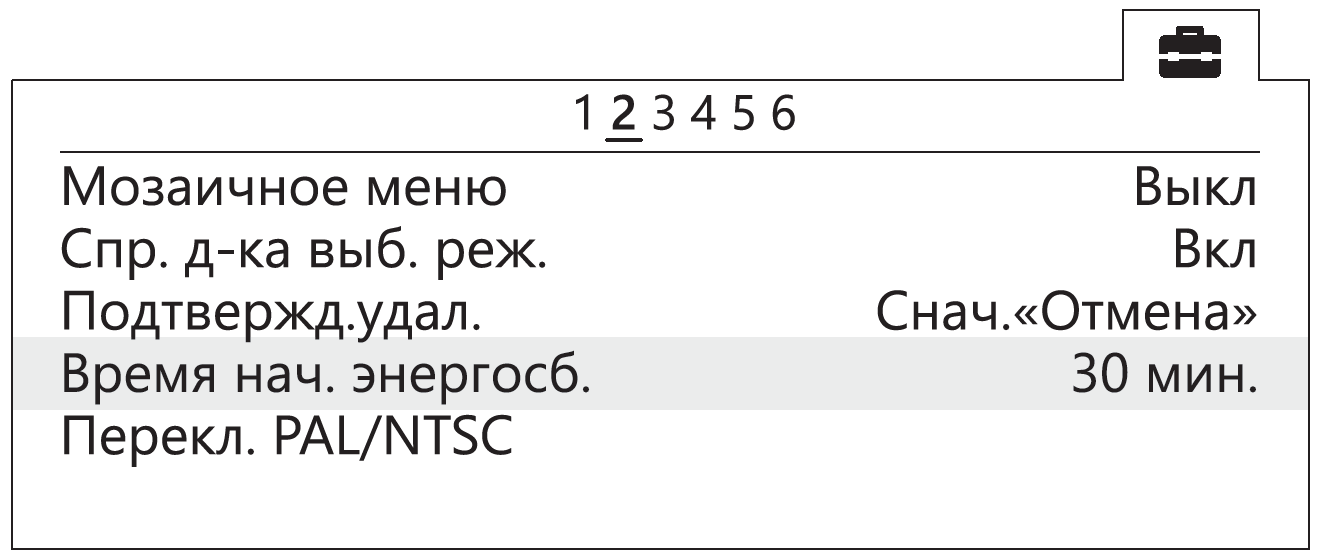 1 2 3 4 5 6
Мозаичное меню Выкл
Спр. д-ка выб. реж. Вкл
Подтвержд.удал. Снач.«Отмена»
Время нач. энергосб. 30 мин.
Перекл. PAL/NTSC